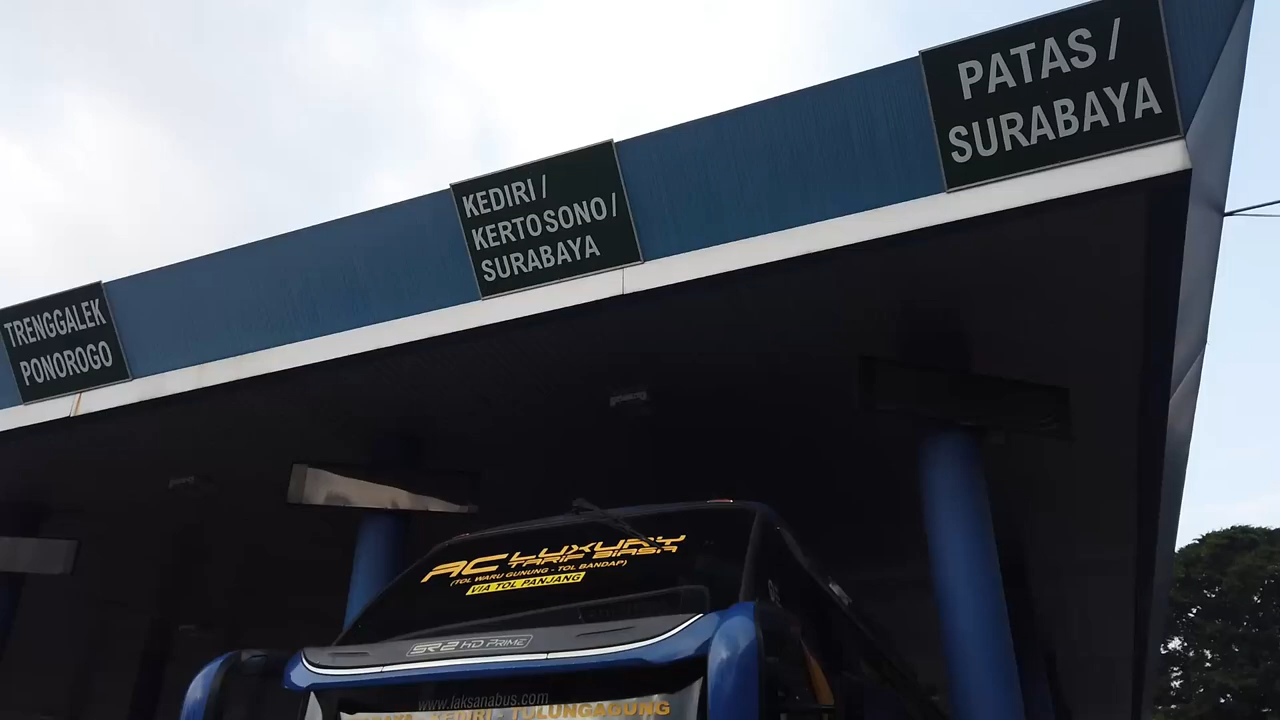 PATAS /
SURABAYA
KEDIRI /
KERTOSONO /
SURABAYA
TRENGGALEK
PONOROGO
AC LUXURY
TARIF BIASA
(TOL WARU GUNUNG - TOL BANDAP)
VIA TOL PANJANG
SR2 HD PRIME
www.laksanabus.com
- KEDIRI - TULUNGAGUNG